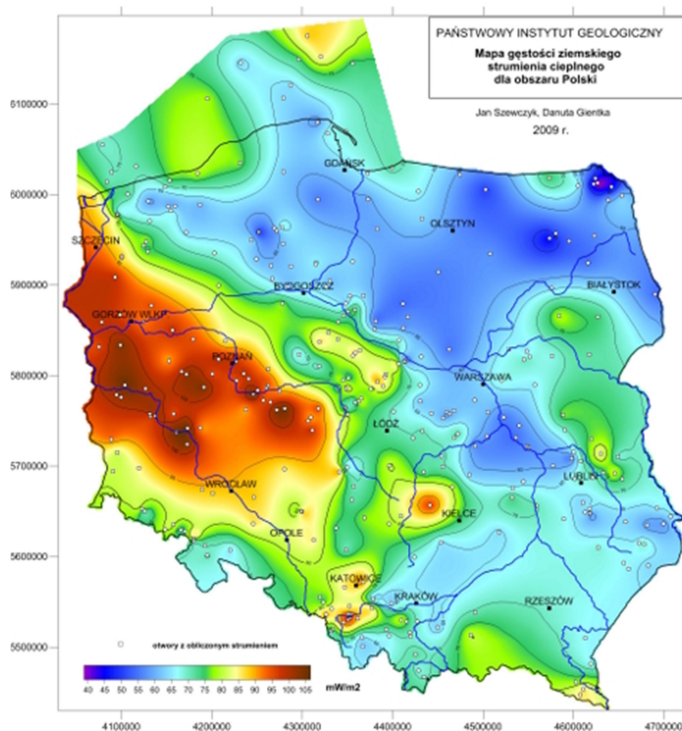 PAŃSTWOWY INSTYTUT GEOLOGICZNY
Mapa gęstości ziemskiego
strumienia cieplnego
dla obszaru Polski
Jan Szewczyk, Danuta Gientka
2009 r.
6100000
GDAŃSK
6000000
OLSZTYN
SZCZECIN
5900000
BYDGOSZCZ
BIAŁYSTOK
GORZÓW WLKP
POZNAŃ
5800000
WARSZAWA
ŁÓDŹ
5700000
LUBLIN
WROCŁAW
KIELCE
OPOLE
5600000
KATOWICE
KRAKÓW
RZESZÓW
5500000
otwory z obliczonym strumieniem
40 45 50 55 60 65 70 75 80 85 90 95 100 105 mW/m2
4100000 4200000 4300000 4400000 4500000 4600000 4700000